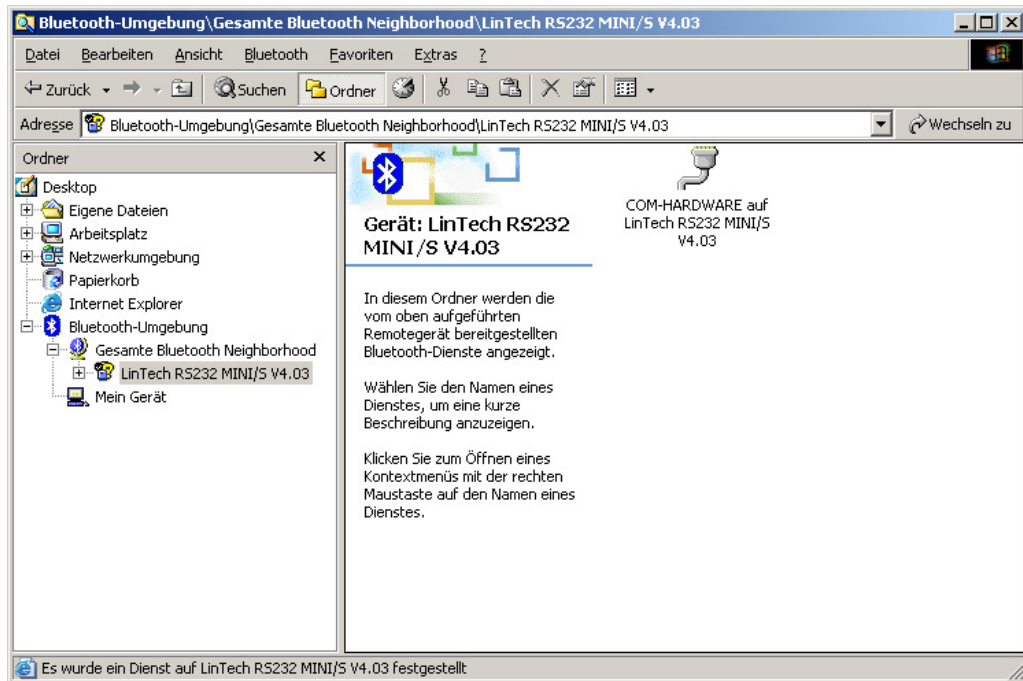 Bluetooth-Umgebung\Gesamte Bluetooth Neighborhood\LinTech RS232 MINI/S V4.03
Datei Bearbeiten Ansicht Bluetooth Favoriten Extras ?
Zurück Suchen Ordner
Adresse Bluetooth-Umgebung\Gesamte Bluetooth Neighborhood\LinTech RS232 MINI/S V4.03 Wechseln zu
Ordner
Desktop
Eigene Dateien
Arbeitsplatz
Netzwerkumgebung
Papierkorb
Internet Explorer
Bluetooth-Umgebung
Gesamte Bluetooth Neighborhood
LinTech RS232 MINI/S V4.03
Mein Gerät
Gerät: LinTech RS232
MINI/S V4.03
In diesem Ordner werden die
vom oben aufgeführten
Remotegerät bereitgestellten
Bluetooth-Dienste angezeigt.
Wählen Sie den Namen eines
Dienstes, um eine kurze
Beschreibung anzuzeigen.
Klicken Sie zum Öffnen eines
Kontextmenüs mit der rechten
Maustaste auf den Namen eines
Dienstes.
COM-HARDWARE auf
LinTech RS232 MINI/S
V4.03
Es wurde ein Dienst auf LinTech RS232 MINI/S V4.03 festgestellt